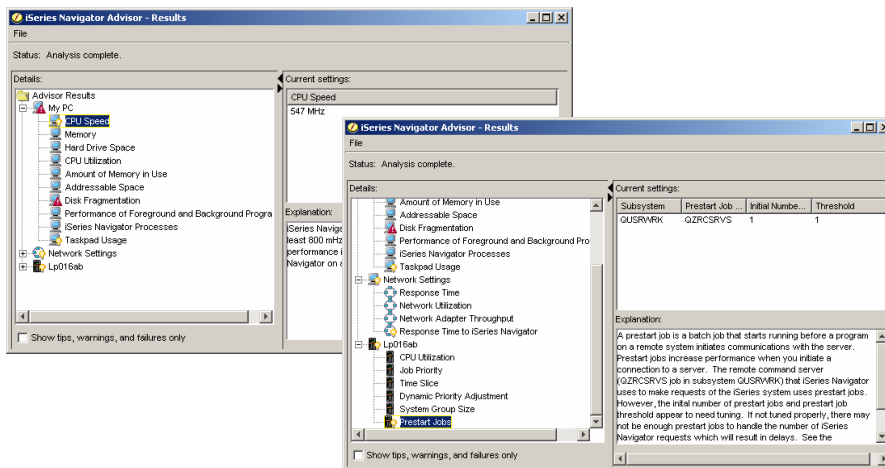 iSeries Navigator Advisor - Results
File
Status: Analysis complete.
Details:
Advisor Results
My PC
CPU Speed
Memory
Hard Drive Space
CPU Utilization
Amount of Memory in Use
Addressable Space
Disk Fragmentation
Performance of Foreground and Background Progra
iSeries Navigator Processes
Taskpad Usage
Network Settings
Lp016ab
Show tips, warnings, and failures only
Current settings:
CPU Speed
547 MHz
Explanation:
iSeries Naviga
least 800 mHz
performance i
Navigator on a
iSeries Navigator Advisor - Results
File
Status: Analysis complete.
Details:
Amount of Memory in Use
Addressable Space
Disk Fragmentation
Performance of Foreground and Background Pro
iSeries Navigator Processes
Taskpad Usage
Network Settings
Response Time
Network Utilization
Network Adapter Throughput
Response Time to iSeries Navigator
Lp016ab
CPU Utilization
Job Priority
Time Slice
Dynamic Priority Adjustment
System Group Size
Prestart Jobs
Show tips, warnings, and failures only
Current settings:
Subsystem Prestart Job ... Initial Numbe... Threshold
QUSRWRK QZRCSRVS 1 1
Explanation:
A prestart job is a batch job that starts running before a program
on a remote system initiates communications with the server.
Prestart jobs increase performance when you initiate a
connection to a server. The remote command server
(QZRCSRVS job in subsystem QUSRWRK) that iSeries Navigator
uses to make requests of the iSeries system uses prestart jobs.
However, the inital number of prestart jobs and prestart job
threshold appear to need tuning. If not tuned properly, there may
not be enough prestart jobs to handle the number of iSeries
Navigator requests which will result in delays. See the